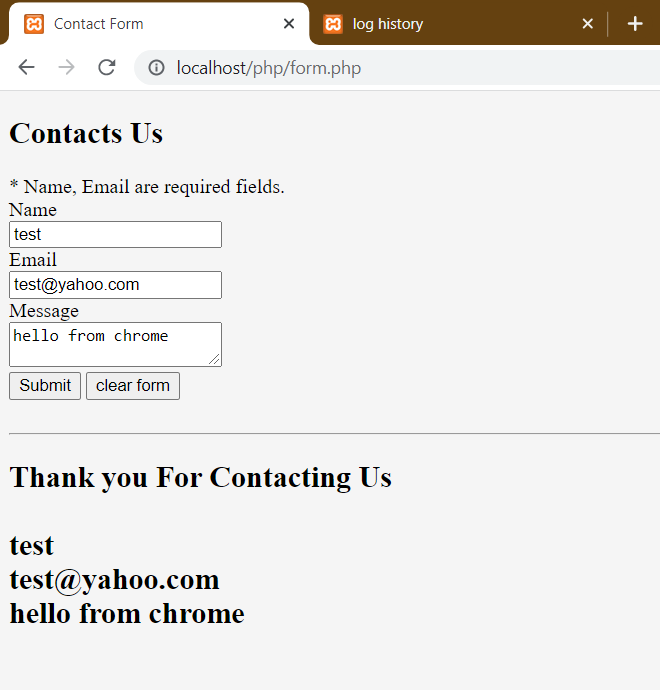 Contact Form
log history
localhost/php/form.php
Contacts Us
* Name, Email are required fields.
Name
test
Email
test@yahoo.com
Message
hello from chrome
Submit clear form
Thank you For Contacting Us
test
test@yahoo.com
hello from chrome